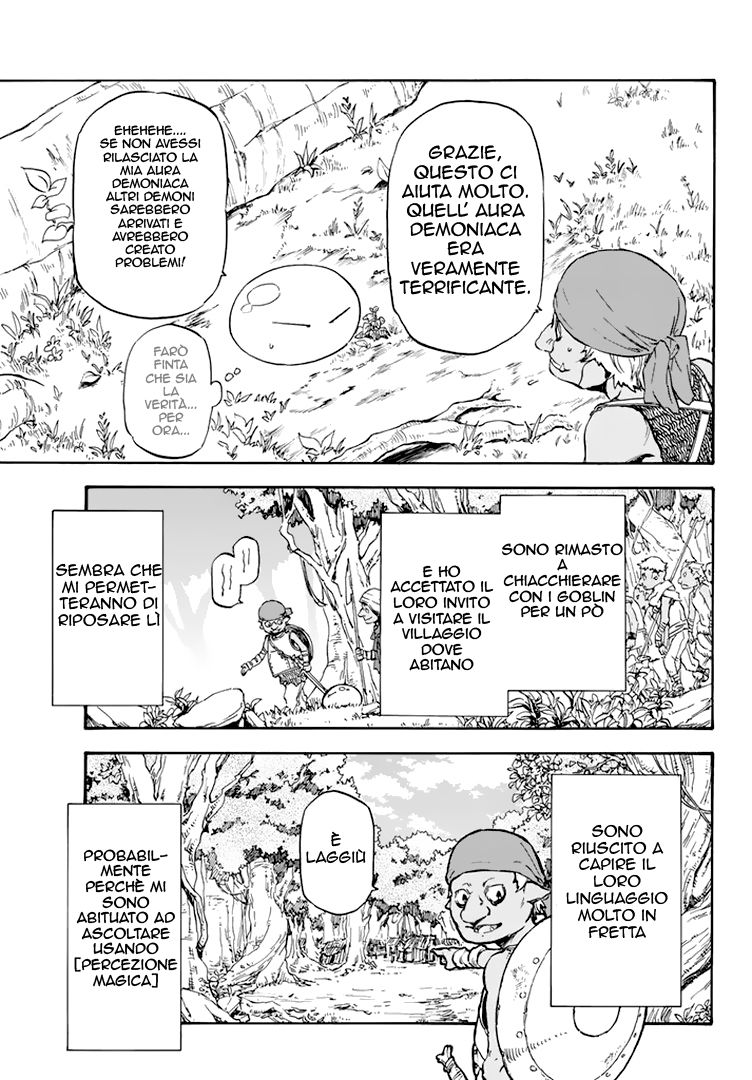 GRAZIE,
QUESTO CI
AIUTA MOLTO.
QUELL' AURA
DEMONIACA
ERA
VERAMENTE
TERRIFICANTE.
EHEHEHE....
SE NON AVESSI
RILASCIATO LA
MIA AURA
DEMONIACA
ALTRI DEMONI
SAREBBERO
ARRIVATI E
AVREBBERO
CREATO
PROBLEMI!
FARÒ
FINTA
CHE SIA
LA
VERITÀ...
PER
ORA...
SONO RIMASTO
A
CHIACCHIERARE
CON I GOBLIN
PER UN PÒ
E HO
ACCETTATO IL
LORO INVITO
A VISITARE IL
VILLAGGIO
DOVE
ABITANO
SEMBRA CHE
MI PERMET-
TERANNO DI
RIPOSARE LÌ
SONO
RIUSCITO A
CAPIRE IL
LORO
LINGUAGGIO
MOLTO IN
FRETTA
È
LAGGIÙ
PROBABIL-
MENTE
PERCHÈ MI
SONO
ABITUATO AD
ASCOLTARE
USANDO
[PERCEZIONE
MAGICA]